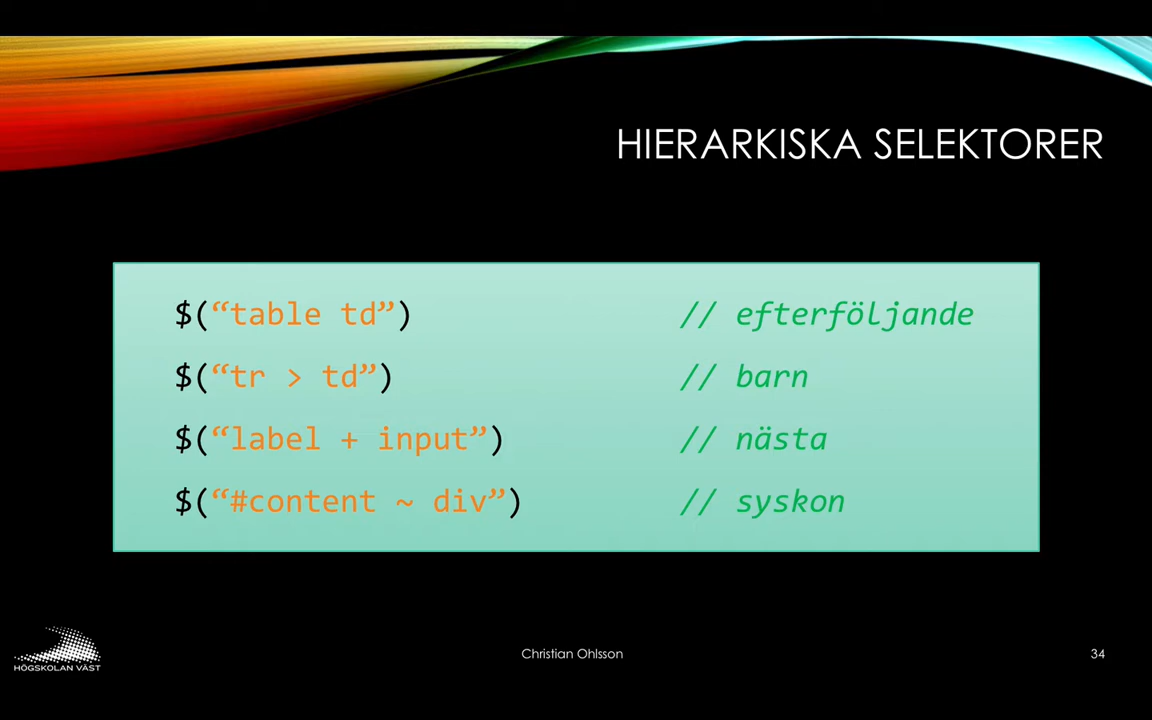 HIERARKISKA SELEKTORER
$(“table td”) // efterföljande
$(“tr > td”) // barn
$(“label + input”) // nästa
$(“#content ~ div”) // syskon
HÖGSKOLAN VÄST
Christian Ohlsson
34